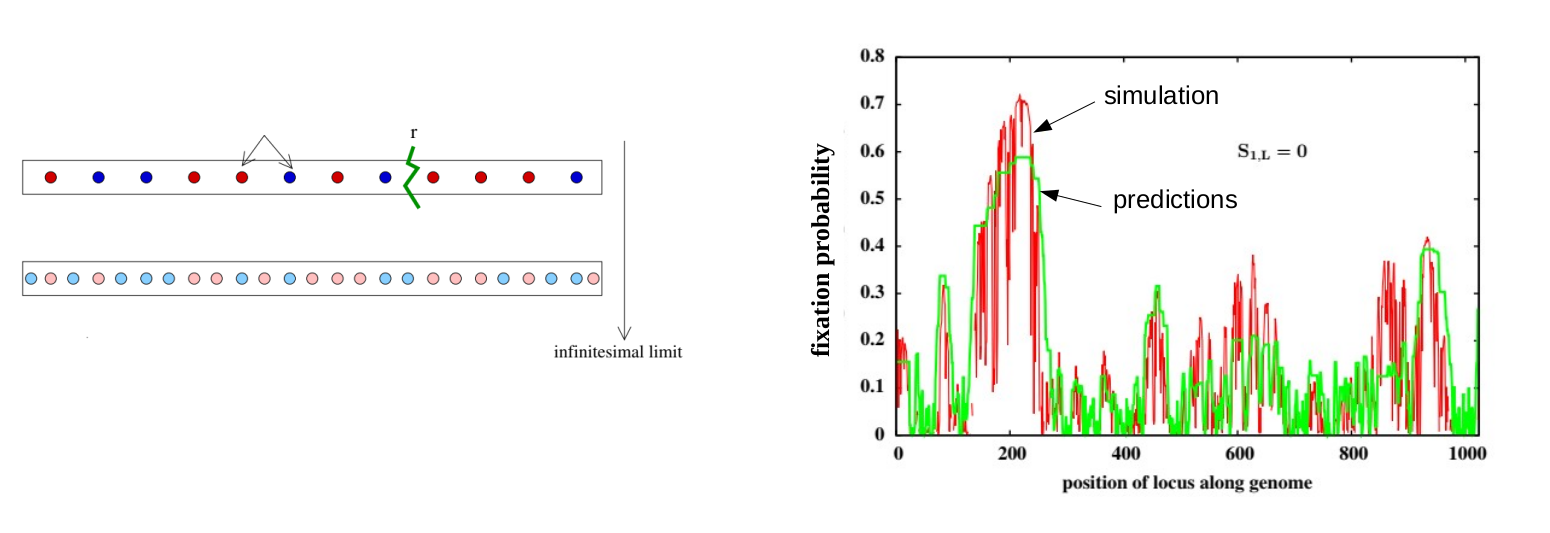 r
infinitesimal limit
fixation probability
0.8
0.7
0.6
0.5
0.4
0.3
0.2
0.1
0
simulation
S1,L = 0
predictions
0 200 400 600 800 1000
position of locus along genome